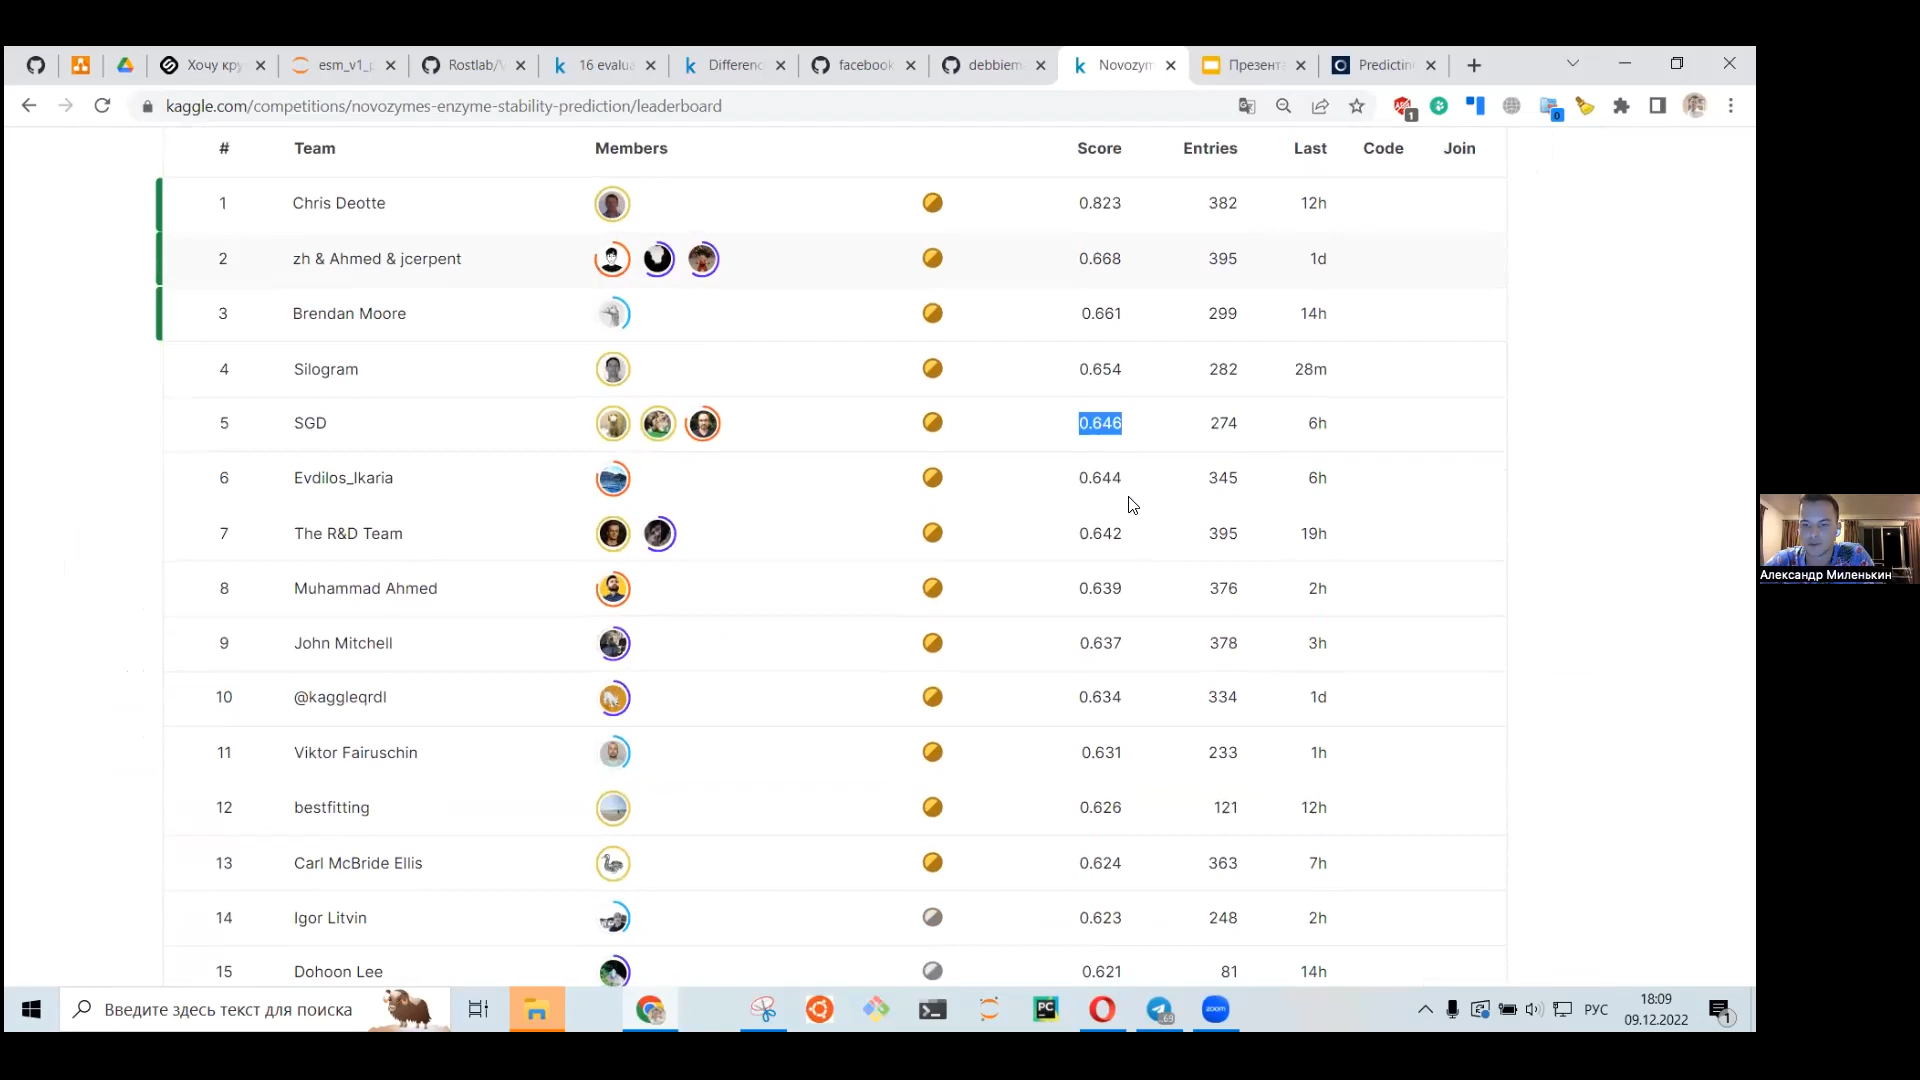 Хочу кру
esm_v1_p
Rostlab/
16 evalua
Differenc
facebook
debbiem
Novozym
Презента
Predictin
kaggle.com/competitions/novozymes-enzyme-stability-prediction/leaderboard
# Team Members Score Entries Last Code Join
1 Chris Deotte 0.823 382 12h
2 zh & Ahmed & jcerpent 0.668 395 1d
3 Brendan Moore 0.661 299 14h
4 Silogram 0.654 282 28m
5 SGD 0.646 274 6h
6 Evdilos_Ikaria 0.644 345 6h
7 The R&D Team 0.642 395 19h
8 Muhammad Ahmed 0.639 376 2h
9 John Mitchell 0.637 378 3h
10 @kaggleqrdl 0.634 334 1d
11 Viktor Fairuschin 0.631 233 1h
12 bestfitting 0.626 121 12h
13 Carl McBride Ellis 0.624 363 7h
14 Igor Litvin 0.623 248 2h
15 Dohoon Lee 0.621 81 14h
Александр Миленькин
Введите здесь текст для поиска
PC
zoom
РУС
18:09
09.12.2022
1